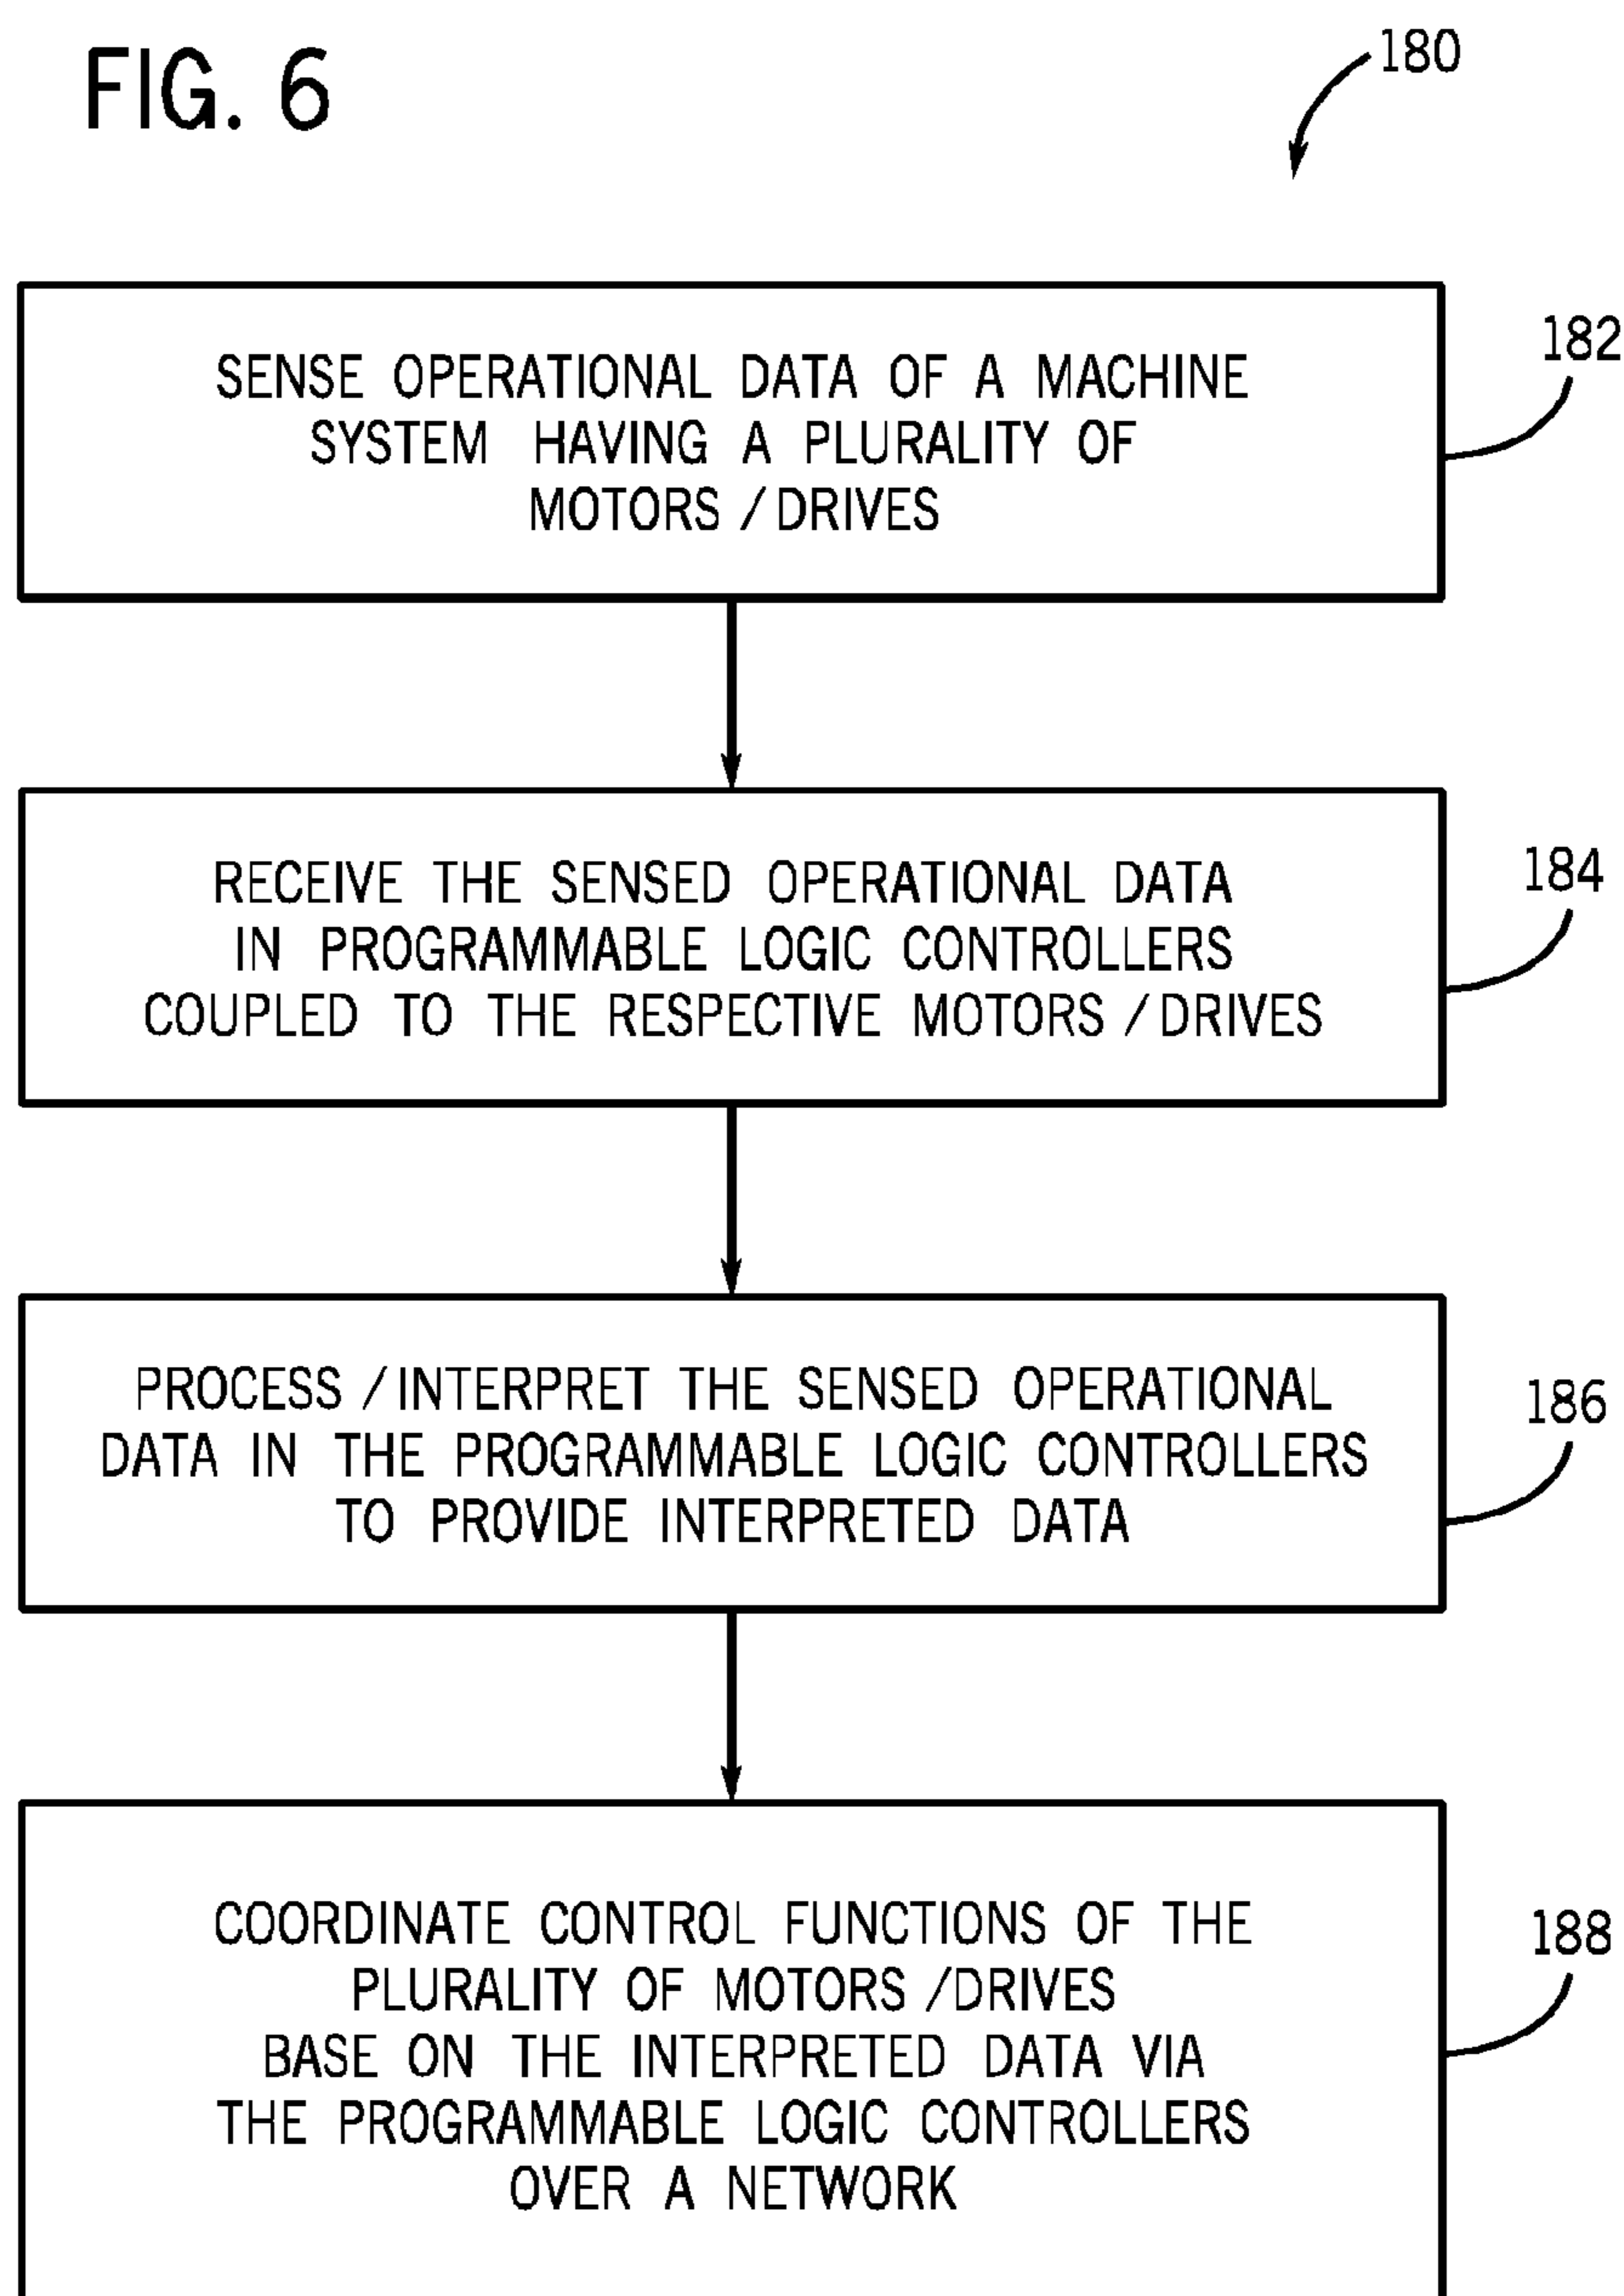 FIG. 6
180
SENSE OPERATIONAL DATA OF A MACHINE
SYSTEM HAVING A PLURALITY OF
MOTORS /DRIVES
182
RECEIVE THE SENSED OPERATIONAL DATA
IN PROGRAMMABLE LOGIC CONTROLLERS
COUPLED TO THE RESPECTIVE MOTORS /DRIVES
184
PROCESS /INTERPRET THE SENSED OPERATIONAL
DATA IN THE PROGRAMMABLE LOGIC CONTROLLERS
TO PROVIDE INTERPRETED DATA
186
COORDINATE CONTROL FUNCTIONS OF THE
PLURALITY OF MOTORS /DRIVES
BASE ON THE INTERPRETED DATA VIA
THE PROGRAMMABLE LOGIC CONTROLLERS
OVER A NETWORK
188